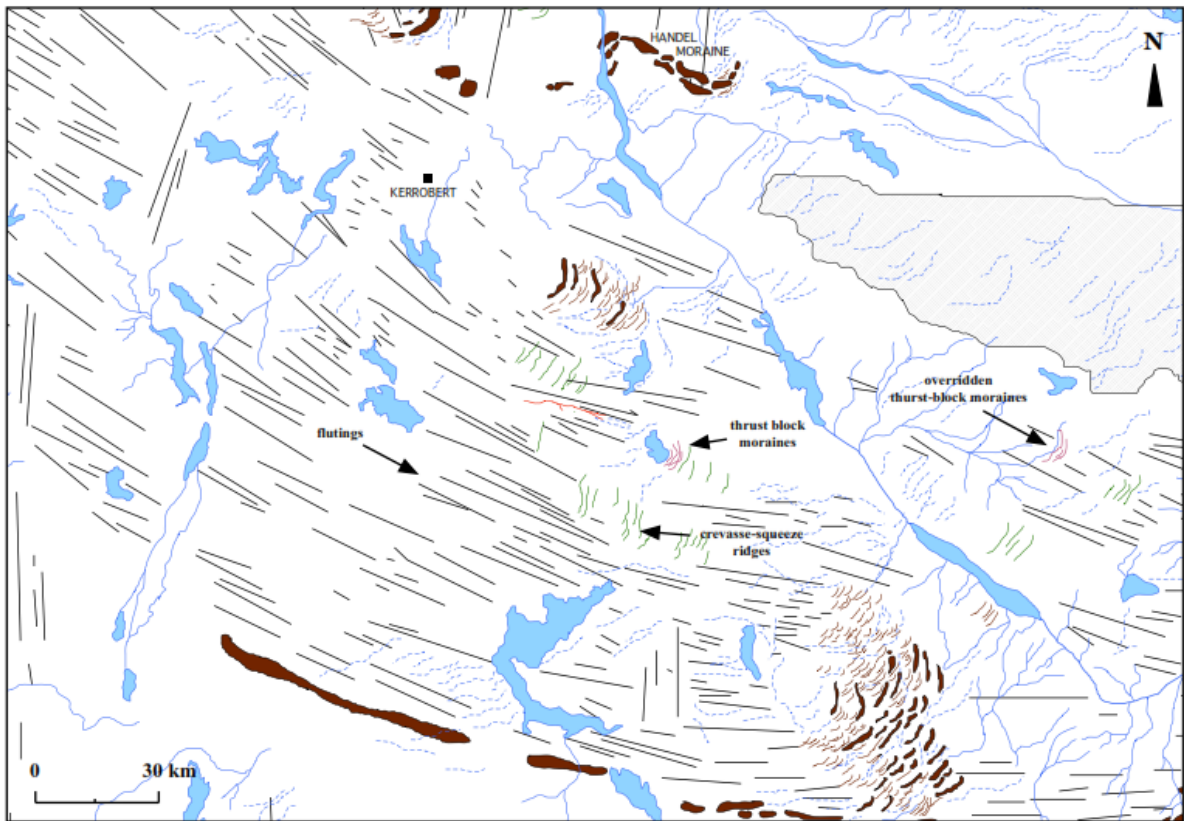 HANDEL
MORAINE
N
KERROBERT
overridden
thurst-block moraines
thrust block
moraines
flutings
crevasse-squeeze
ridges
0 30 km